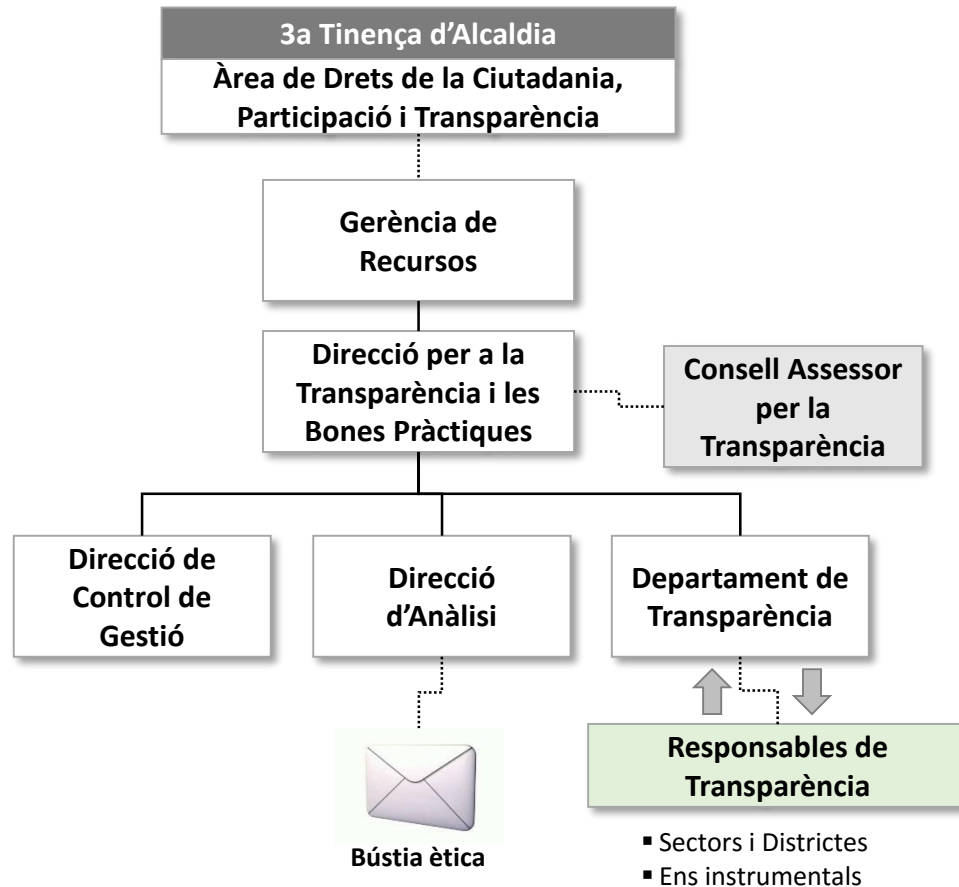 3a Tinença d'Alcaldia
Àrea de Drets de la Ciutadania,
Participació i Transparència
Gerència de
Recursos
Direcció per a la
Transparència i les
Bones Pràctiques
Consell Assessor
per la
Transparència
Direcció de
Control de
Gestió
Direcció
d'Anàlisi
Departament de
Transparència
Responsables de
Transparència
Bústia ètica
▪ Sectors i Districtes
▪ Ens instrumentals